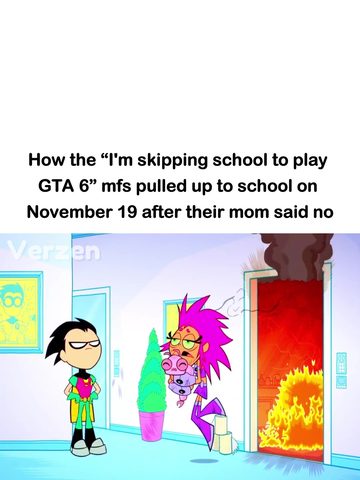 How the “I'm skipping school to play
GTA 6” mfs pulled up to school on
November 19 after their mom said no
Verzen